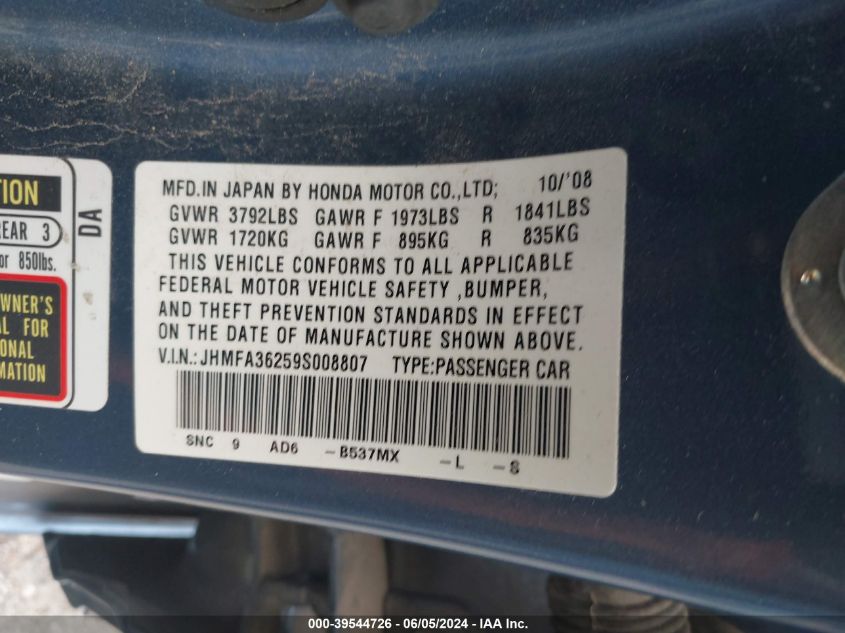 TION
REAR 3
or 850lbs.
DA
OWNER'S
AL FOR
ONAL
MATION
MFD.IN JAPAN BY HONDA MOTOR CO.,LTD; 10/'08
GVWR 3792LBS GAWR F 1973LBS R 1841LBS
GVWR 1720KG GAWR F 895KG R 835KG
THIS VEHICLE CONFORMS TO ALL APPLICABLE
FEDERAL MOTOR VEHICLE SAFETY ,BUMPER,
AND THEFT PREVENTION STANDARDS IN EFFECT
ON THE DATE OF MANUFACTURE SHOWN ABOVE.
V.I.N.: JHMFA36259S008807 TYPE:PASSENGER CAR
SNC 9 AD6 -B537MX -L -S
000-39544726 - 06/05/2024 - IAA Inc.